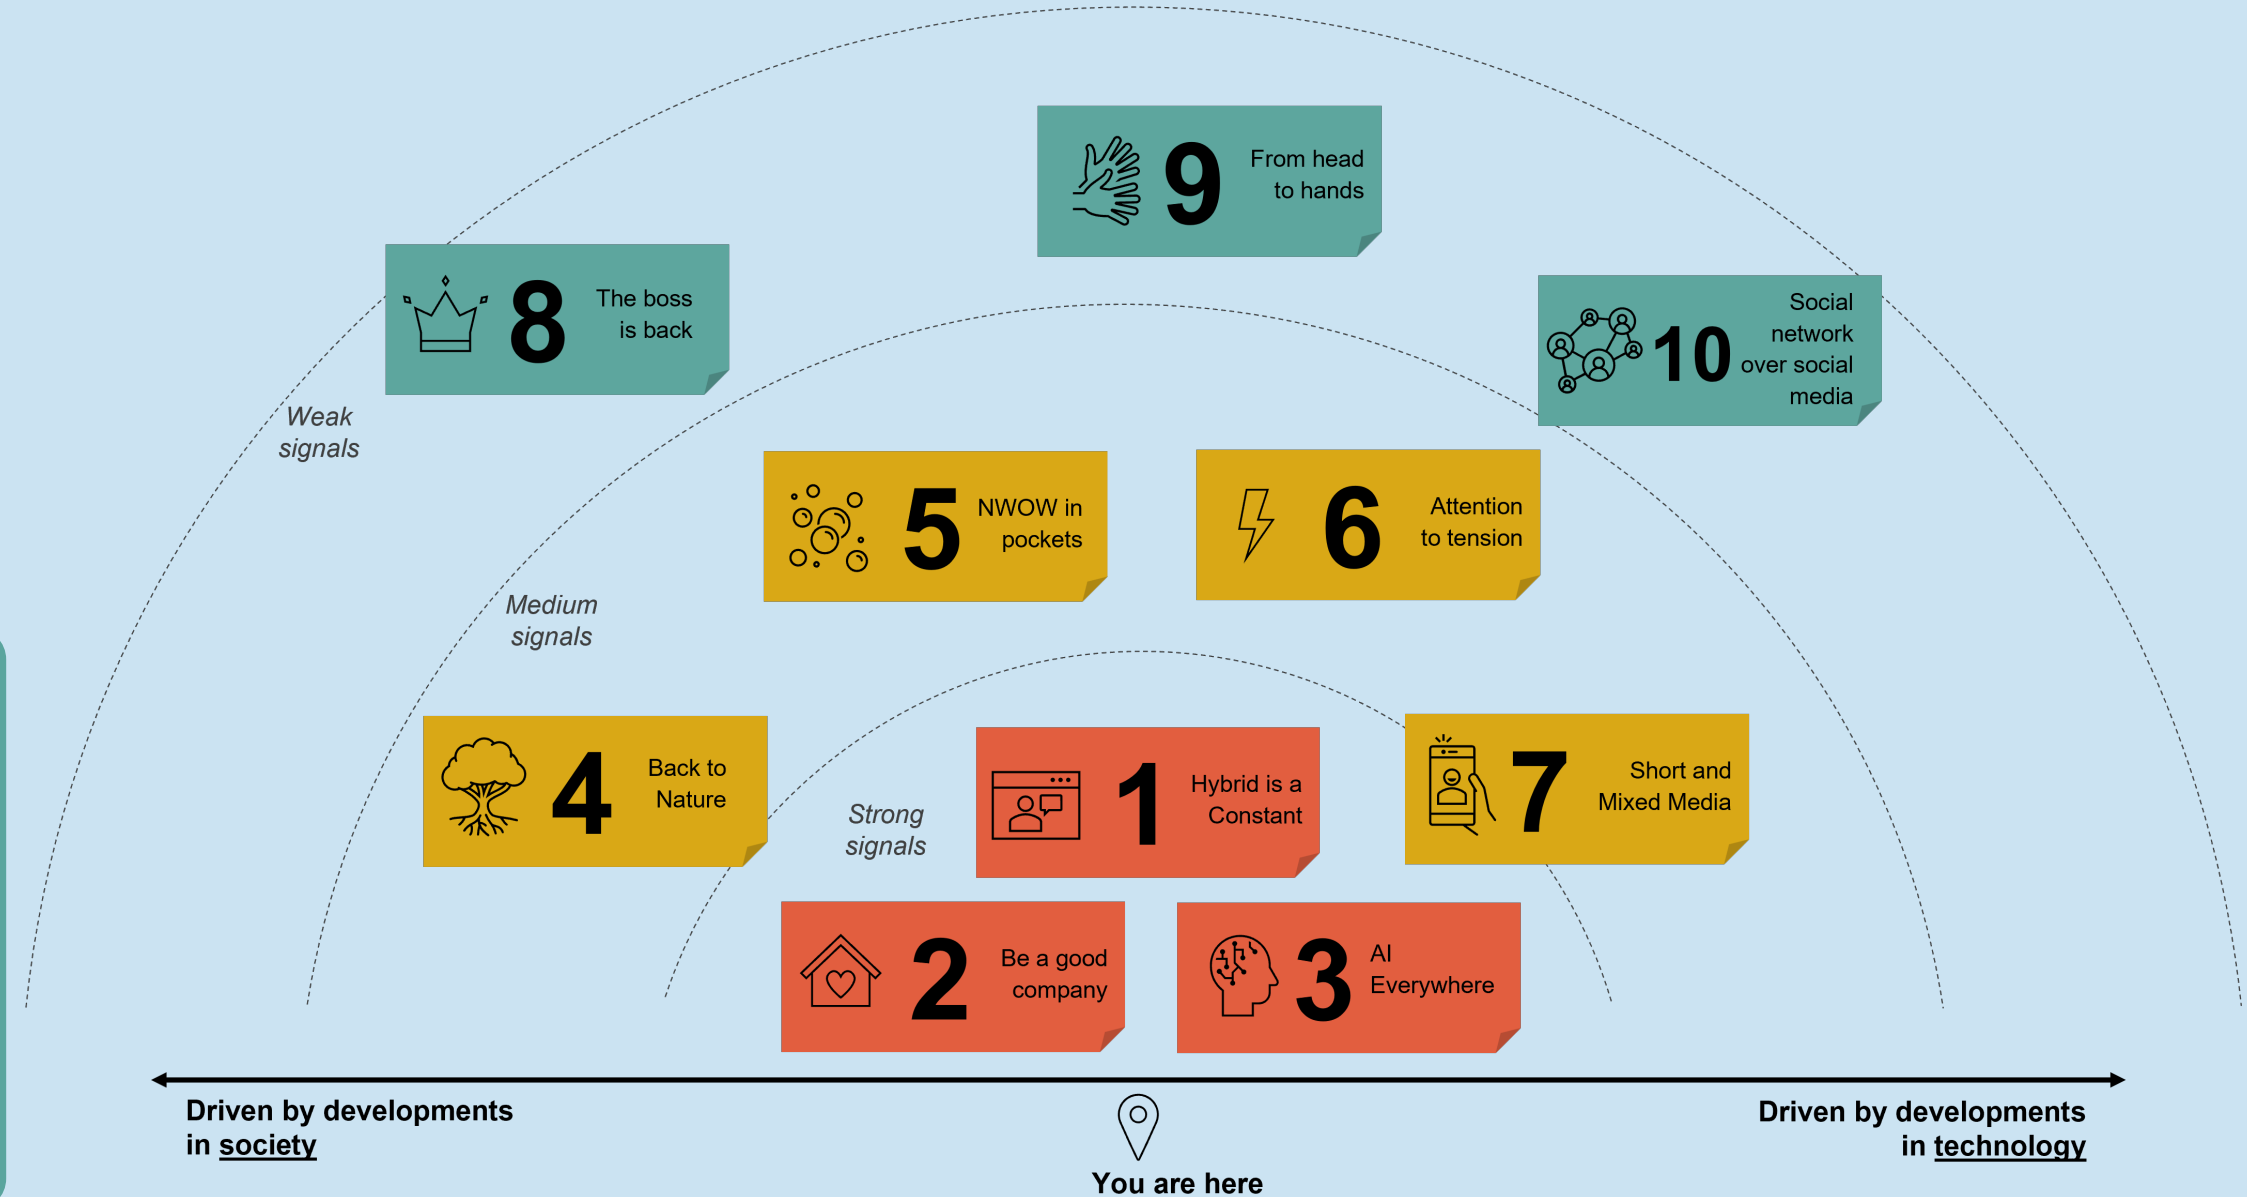 9
From head
to hands
8
The boss
is back
10
Social
network
over social
media
Weak
signals
5
NWOW in
pockets
6
Attention
to tension
Medium
signals
4
Back to
Nature
1
Hybrid is a
Constant
7
Short and
Mixed Media
Strong
signals
2
Be a good
company
3
AI
Everywhere
Driven by developments
in society
Driven by developments
in technology
You are here